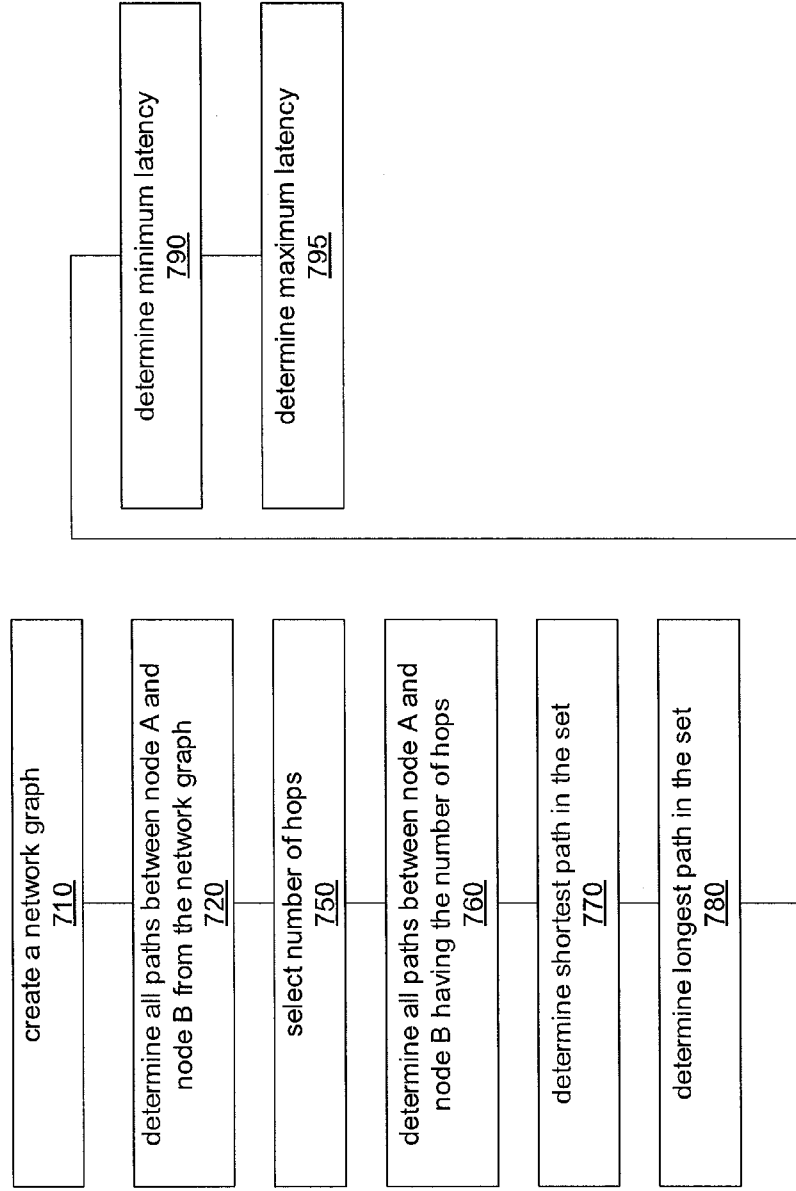 create a network graph
710
determine all paths between node A and
node B from the network graph
720
select number of hops
750
determine all paths between node A and
node B having the number of hops
760
determine shortest path in the set
770
determine longest path in the set
780
determine minimum latency
790
determine maximum latency
795